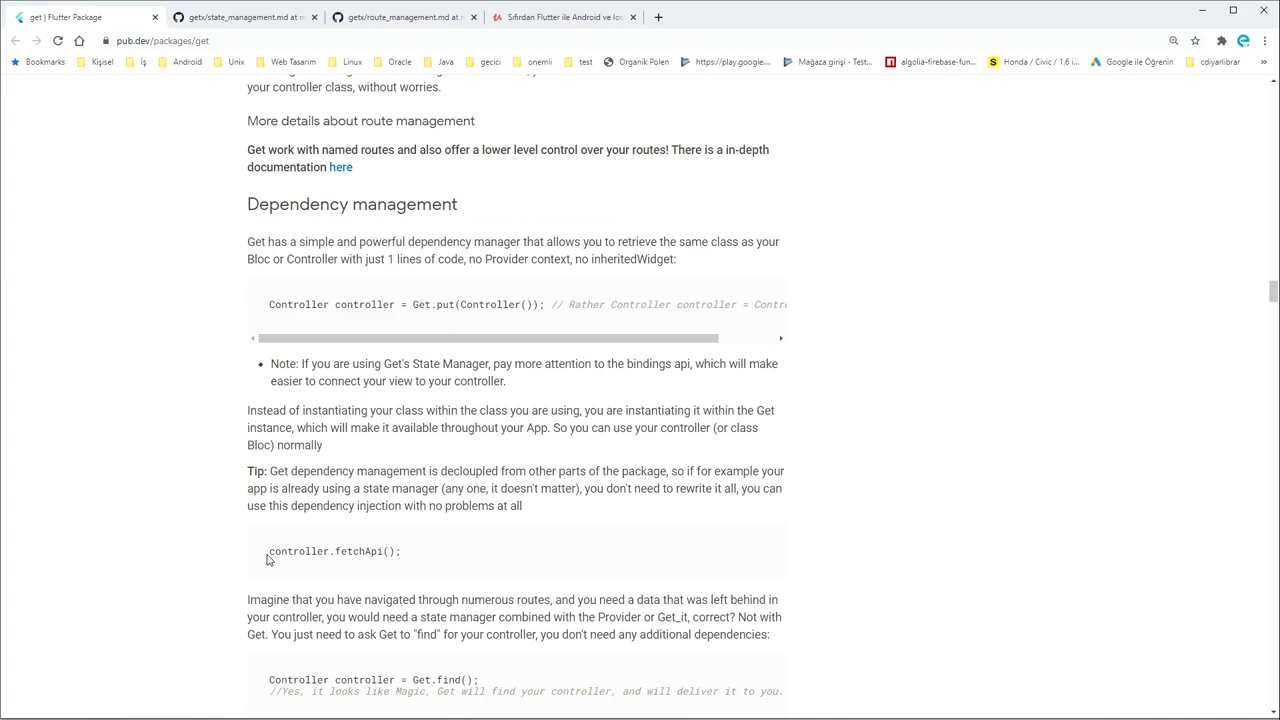 get | Flutter Package
getx/state_management.md at m
getx/route_management.md at m
Sıfırdan Flutter ile Android ve Ios
pub.dev/packages/get
Bookmarks
Kişisel
İş
Android
Unix
Web Tasarım
Linux
Oracle
Java
gecici
onemli
test
Organik Polen
https://play.google....
Mağaza girişi - Test...
algolia-firebase-fun...
Honda / Civic / 1.6 i...
Google ile Öğrenin
cdiyarlibrar
»
your controller class, without worries.
More details about route management
Get work with named routes and also offer a lower level control over your routes! There is a in-depth
documentation here
Dependency management
Get has a simple and powerful dependency manager that allows you to retrieve the same class as your
Bloc or Controller with just 1 lines of code, no Provider context, no inheritedWidget:
Controller controller = Get.put(Controller()); // Rather Controller controller = Contro
• Note: If you are using Get's State Manager, pay more attention to the bindings api, which will make
easier to connect your view to your controller.
Instead of instantiating your class within the class you are using, you are instantiating it within the Get
instance, which will make it available throughout your App. So you can use your controller (or class
Bloc) normally
Tip: Get dependency management is decloupled from other parts of the package, so if for example your
app is already using a state manager (any one, it doesn't matter), you don't need to rewrite it all, you can
use this dependency injection with no problems at all
controller.fetchApi();
Imagine that you have navigated through numerous routes, and you need a data that was left behind in
your controller, you would need a state manager combined with the Provider or Get_it, correct? Not with
Get. You just need to ask Get to "find" for your controller, you don't need any additional dependencies:
Controller controller = Get.find();
//Yes, it looks like Magic, Get will find your controller, and will deliver it to you.